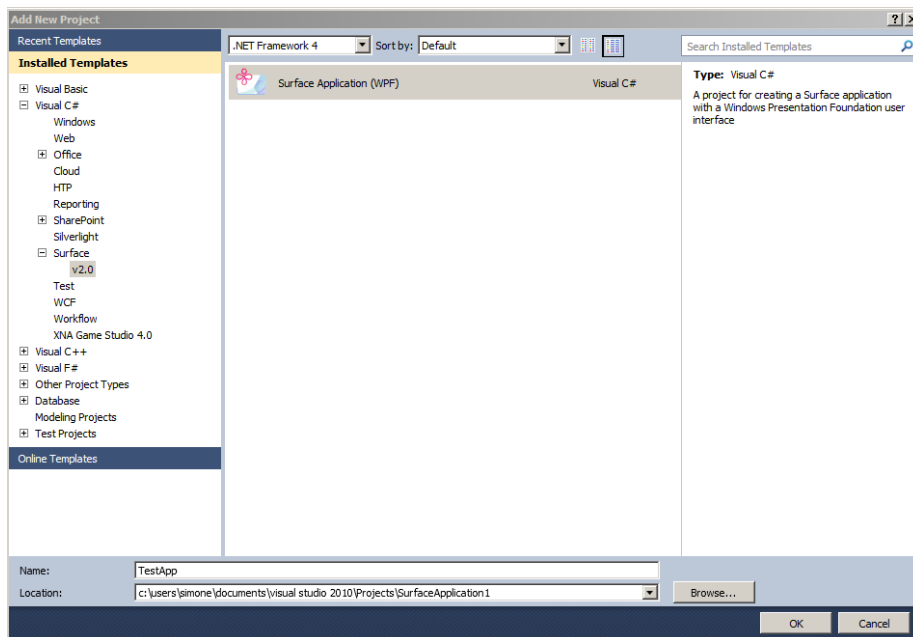 Add New Project
Recent Templates
Installed Templates
Visual Basic
Visual C#
Windows
Web
Office
Cloud
HTP
Reporting
SharePoint
Silverlight
Surface
v2.0
Test
WCF
Workflow
XNA Game Studio 4.0
Visual C++
Visual F#
Other Project Types
Database
Modeling Projects
Test Projects
Online Templates
.NET Framework 4 Sort by: Default
Surface Application (WPF) Visual C#
Search Installed Templates
Type: Visual C#
A project for creating a Surface application
with a Windows Presentation Foundation user
interface
Name: TestApp
Location: c:\users\simone\documents\visual studio 2010\Projects\SurfaceApplication1 Browse...
OK Cancel